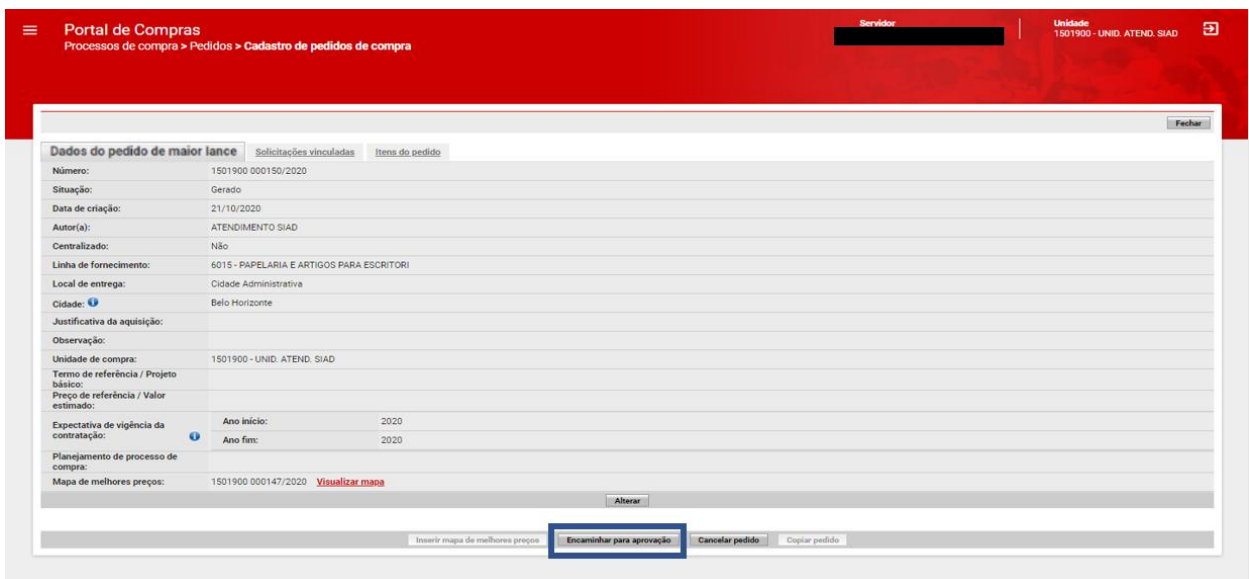 Portal de Compras
Processos de compra > Pedidos > Cadastro de pedidos de compra
Servidor
Unidade
1501900 - UNID. ATEND. SIAD
Fechar
Dados do pedido de maior lance Solicitações vinculadas Itens do pedido
Número: 1501900 000150/2020
Situação: Gerado
Data de criação: 21/10/2020
Autor(a): ATENDIMENTO SIAD
Centralizado: Não
Linha de fornecimento: 6015 - PAPELARIA E ARTIGOS PARA ESCRITORI
Local de entrega: Cidade Administrativa
Cidade: Belo Horizonte
Justificativa da aquisição:
Observação:
Unidade de compra: 1501900 - UNID. ATEND. SIAD
Termo de referência / Projeto
básico:
Preço de referência / Valor
estimado:
Expectativa de vigência da
contratação:
Ano início: 2020
Ano fim: 2020
Planejamento de processo de
compra:
Mapa de melhores preços: 1501900 000147/2020 Visualizar mapa
Alterar
Inserir mapa de melhores preços Encaminhar para aprovação Cancelar pedido Copiar pedido